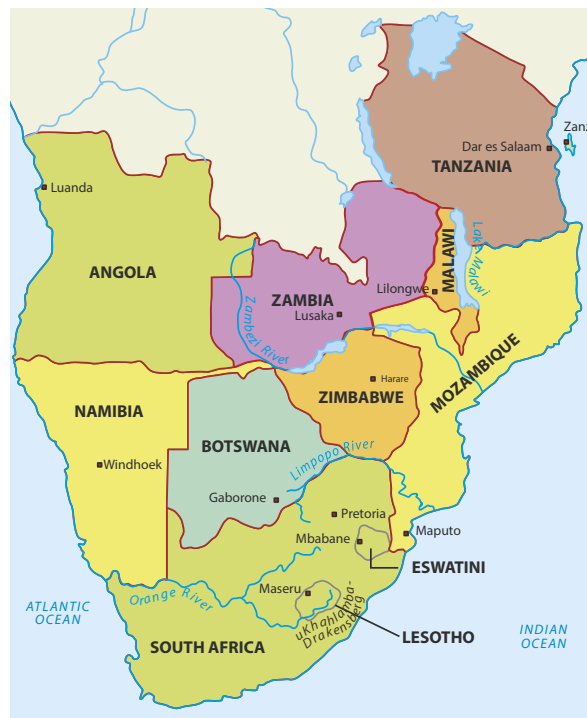 Zanz
Dar es Salaam
TANZANIA
Luanda
ANGOLA
MALAWI
Lake Malawi
Lilongwe
ZAMBIA
Lusaka
Zambezi River
MOZAMBIQUE
Harare
ZIMBABWE
NAMIBIA
BOTSWANA
Limpopo River
Windhoek
Gaborone
Pretoria
Mbabane
Maputo
ESWATINI
Maseru
Orange River
ATLANTIC
OCEAN
uKhahlamba-
Drakensberg
LESOTHO
SOUTH AFRICA
INDIAN
OCEAN